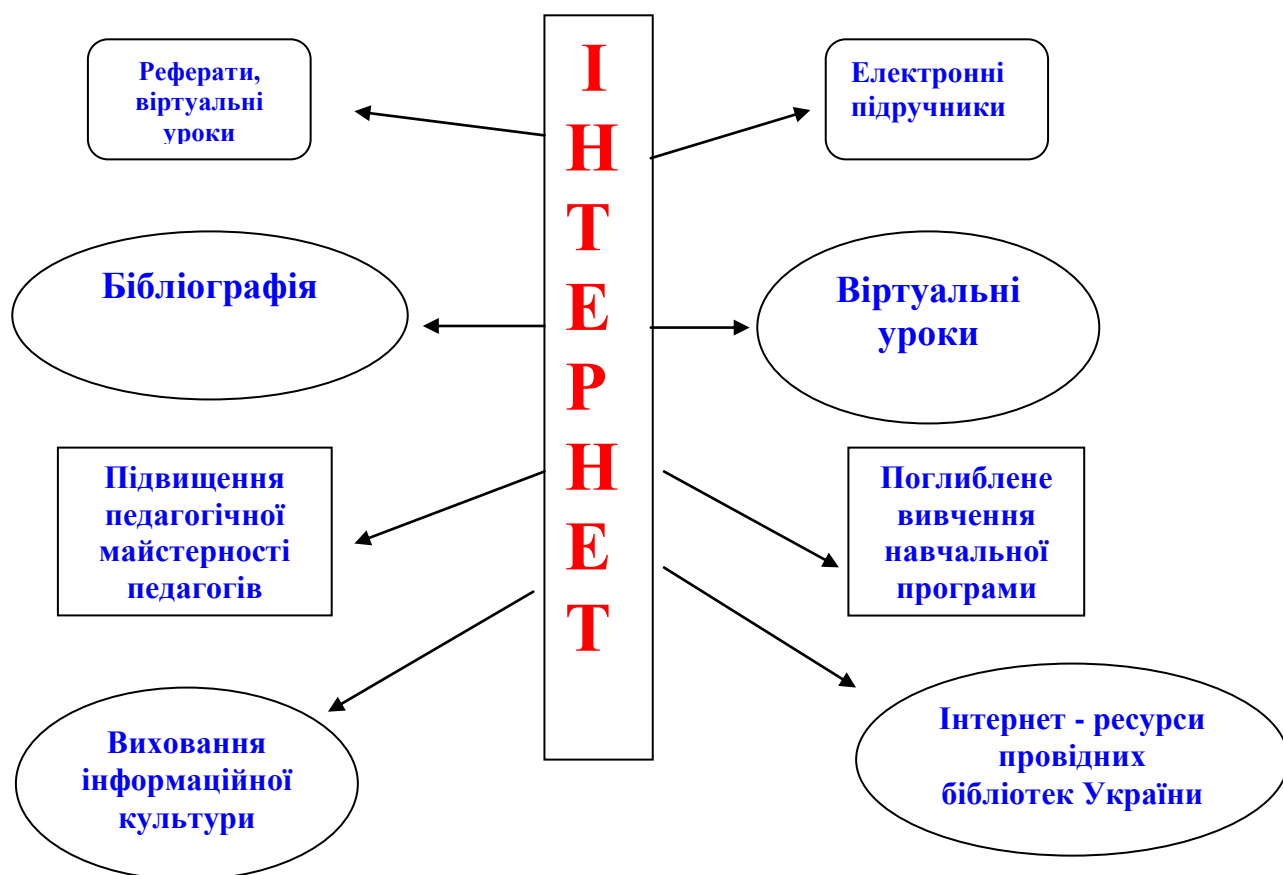 ІНТЕРНЕТ
Реферати,
віртуальні
уроки
Електронні
підручники
Бібліографія
Віртуальні
уроки
Підвищення
педагогічної
майстерності
педагогів
Поглиблене
вивчення
навчальної
програми
Виховання
інформаційної
культури
Інтернет - ресурси
провідних
бібліотек України